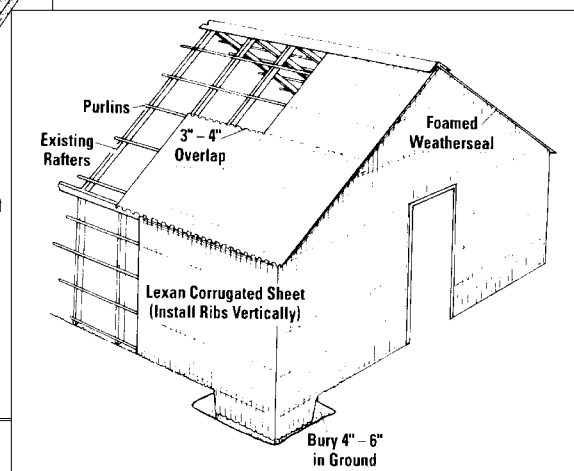 Purlins
Existing
Rafters
3" – 4"
Overlap
Foamed
Weatherseal
Lexan Corrugated Sheet
(Install Ribs Vertically)
Bury 4" – 6"
in Ground